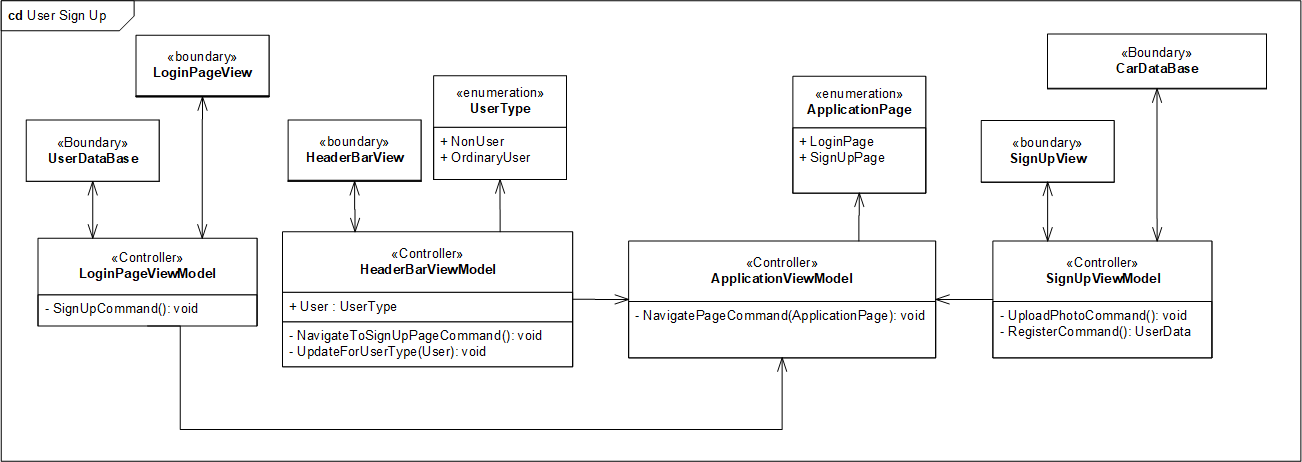 cd User Sign Up
«boundary»
LoginPageView
«Boundary»
UserDataBase
«boundary»
HeaderBarView
«enumeration»
UserType
+ NonUser
+ OrdinaryUser
«enumeration»
ApplicationPage
+ LoginPage
+ SignUpPage
«Boundary»
CarDataBase
«boundary»
SignUpView
«Controller»
LoginPageViewModel
- SignUpCommand(): void
«Controller»
HeaderBarViewModel
+ User : UserType
- NavigateToSignUpPageCommand(): void
- UpdateForUserType(User): void
«Controller»
ApplicationViewModel
- NavigatePageCommand(ApplicationPage): void
«Controller»
SignUpViewModel
- UploadPhotoCommand(): void
- RegisterCommand(): UserData